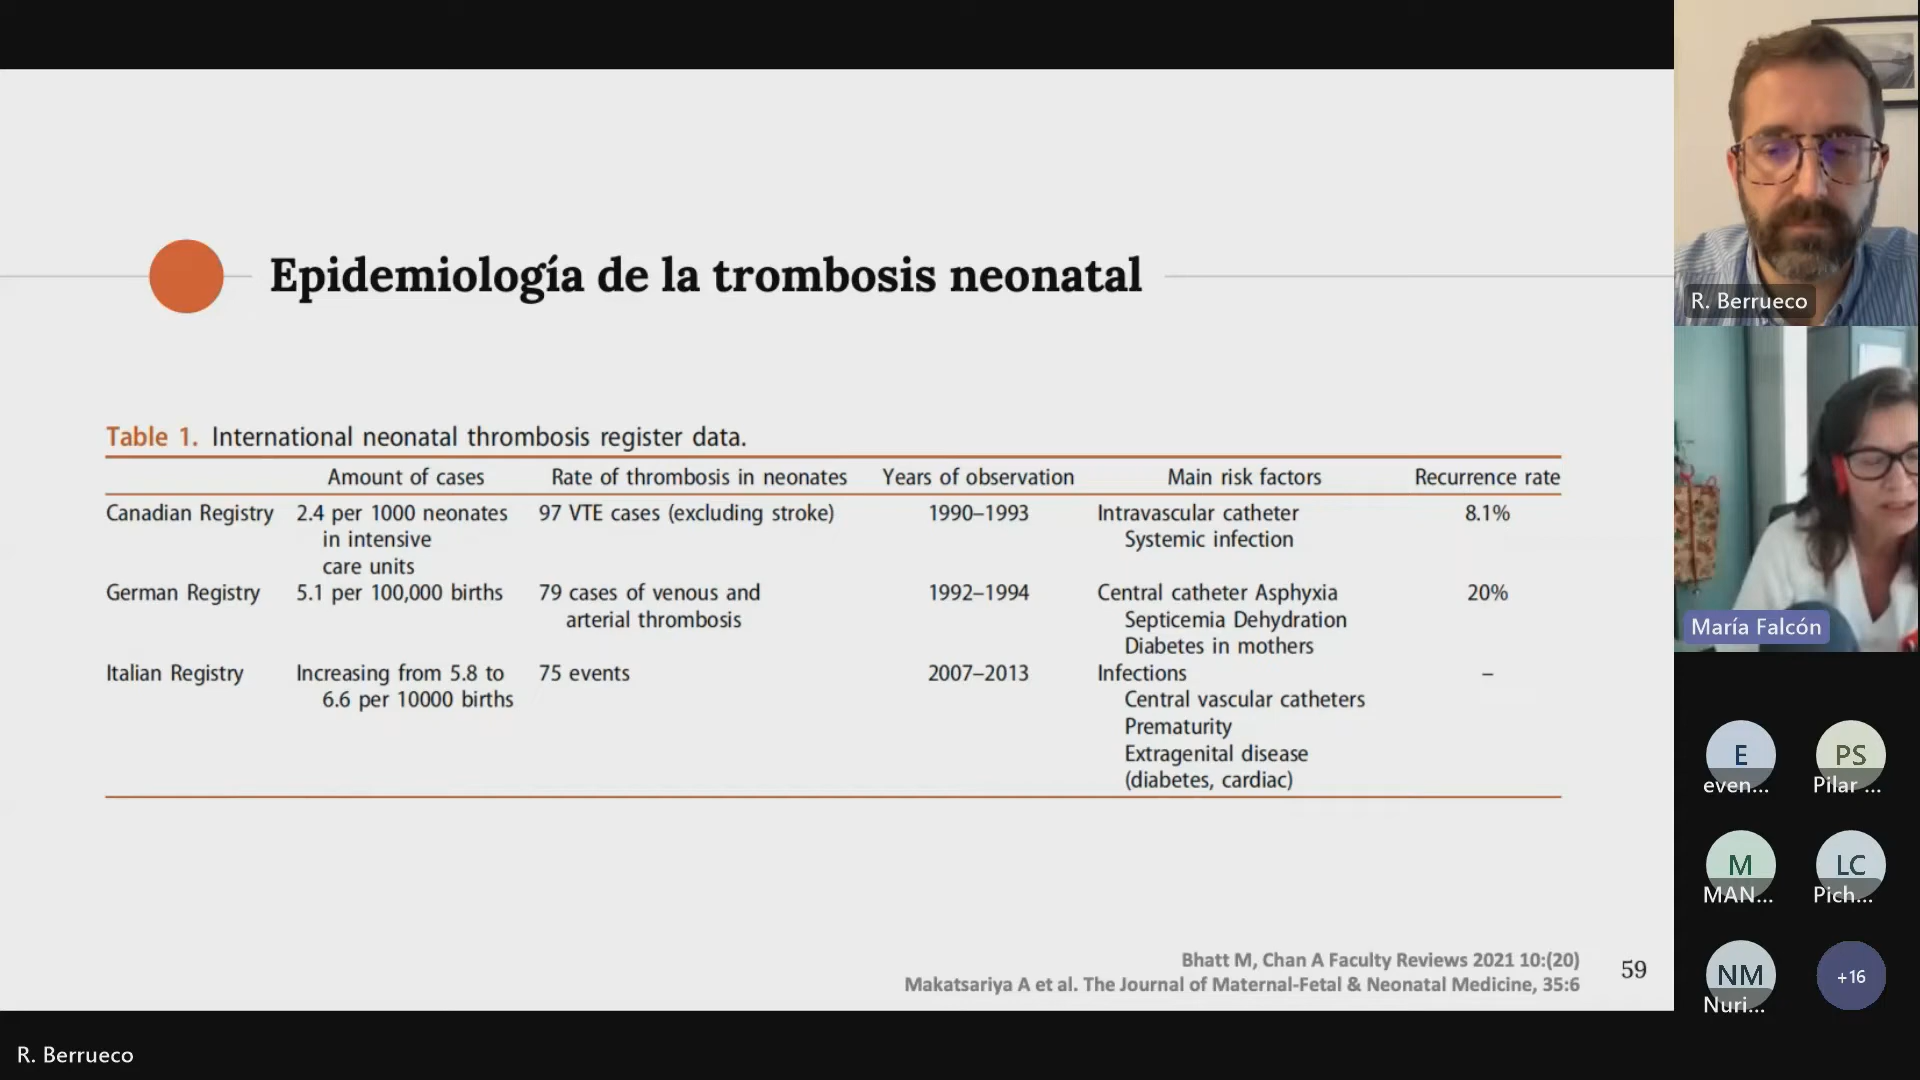 Epidemiología de la trombosis neonatal
Table 1. International neonatal thrombosis register data.
Amount of cases Rate of thrombosis in neonates Years of observation Main risk factors Recurrence rate
Canadian Registry 2.4 per 1000 neonates 97 VTE cases (excluding stroke) 1990–1993 Intravascular catheter 8.1%
in intensive Systemic infection
care units
German Registry 5.1 per 100,000 births 79 cases of venous and 1992–1994 Central catheter Asphyxia 20%
arterial thrombosis Septicemia Dehydration
Diabetes in mothers
Italian Registry Increasing from 5.8 to 75 events 2007–2013 Infections –
6.6 per 10000 births Central vascular catheters
Prematurity
Extragenital disease
(diabetes, cardiac)
Bhatt M, Chan A Faculty Reviews 2021 10:(20)
Makatsariya A et al. The Journal of Maternal-Fetal & Neonatal Medicine, 35:6
59
R. Berrueco
María Falcón
E PS
even... Pilar ...
M LC
MAN... Pich...
NM +16
Nuri...
R. Berrueco